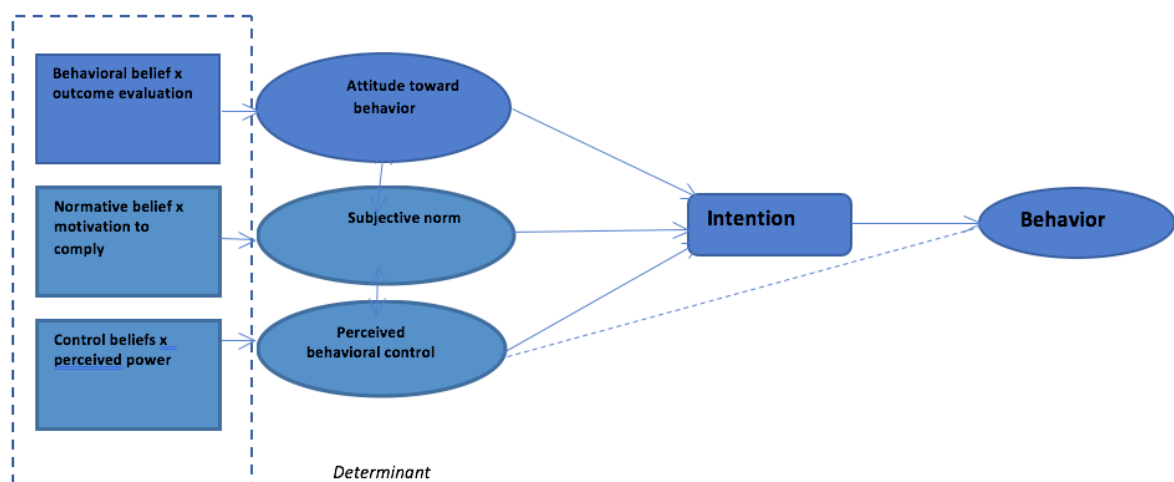 Behavioral belief x
outcome evaluation
Attitude toward
behavior
Normative belief x
motivation to
comply
Subjective norm
Intention
Behavior
Control beliefs x
perceived power
Perceived
behavioral control
Determinant